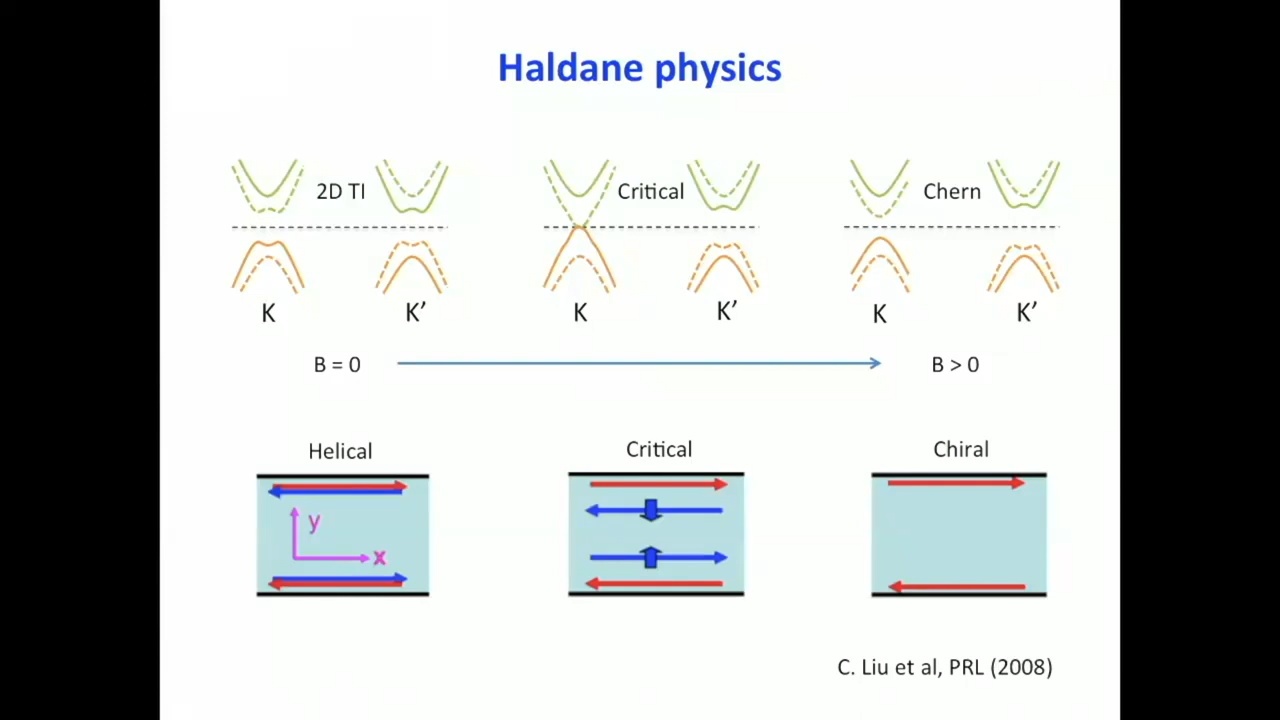 Haldane physics
2D TI
Critical
Chern
K
K’
K
K’
K
K’
B = 0
B > 0
Helical
Critical
Chiral
y
x
C. Liu et al, PRL (2008)